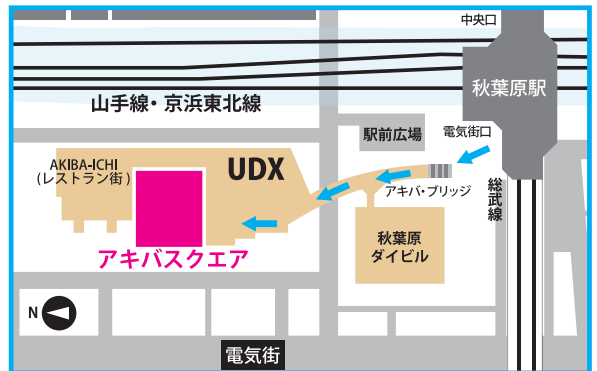 中央口
秋葉原駅
山手線・京浜東北線
駅前広場
電気街口
AKIBA-ICHI
(レストラン街)
UDX
アキバ・ブリッジ
総武線
アキバスクエア
秋葉原
ダイビル
N
電気街